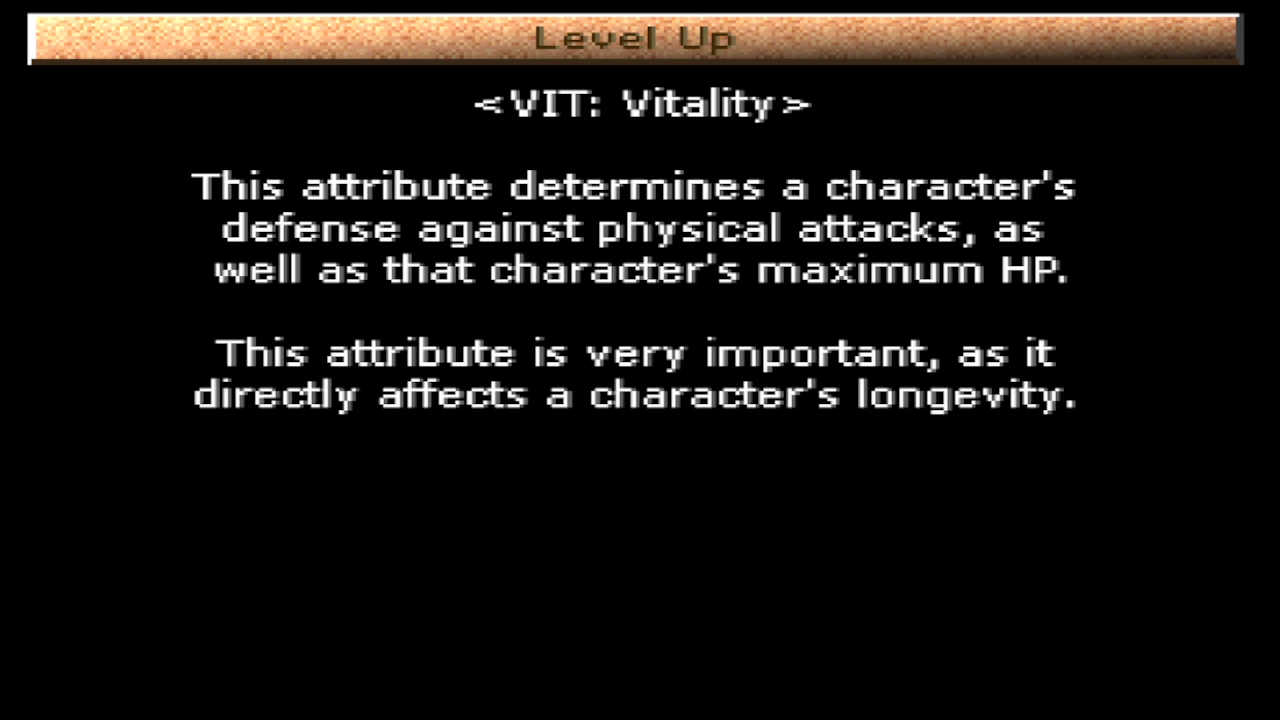 Level Up
<VIT: Vitality>
This attribute determines a character's
defense against physical attacks, as
well as that character's maximum HP.
This attribute is very important, as it
directly affects a character's longevity.